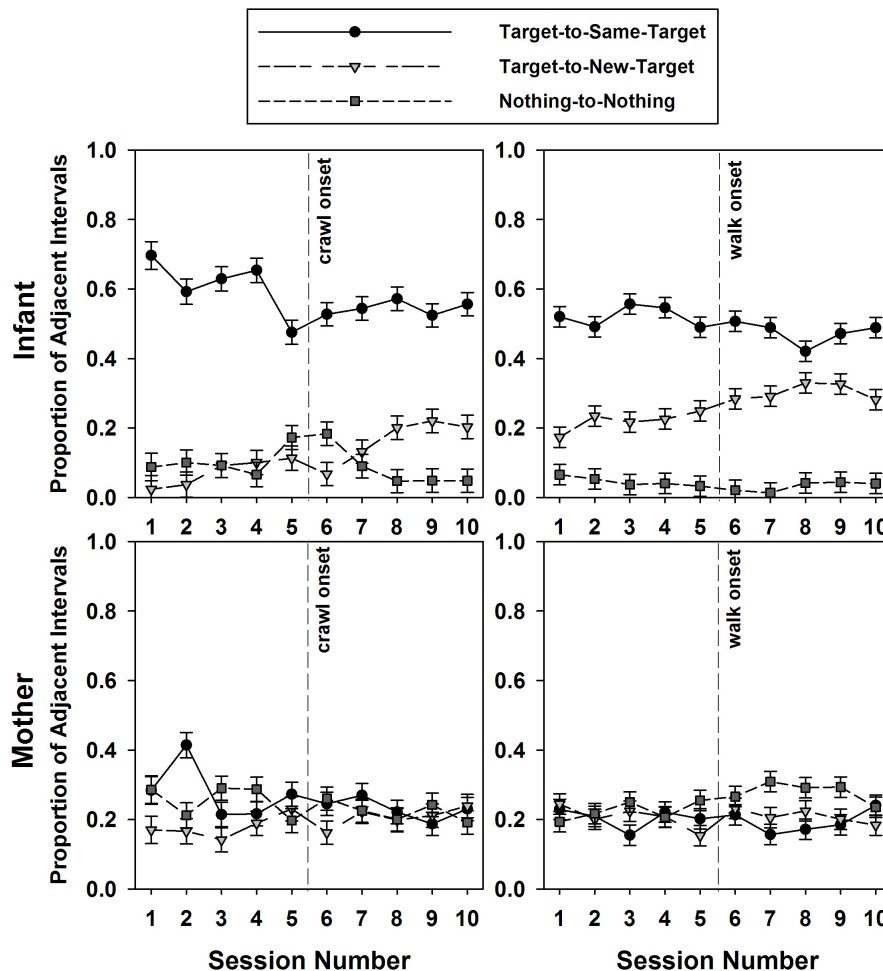 Target-to-Same-Target
Target-to-New-Target
Nothing-to-Nothing
Infant
Proportion of Adjacent Intervals
1.0
0.8
0.6
0.4
0.2
0.0
crawl onset
1 2 3 4 5 6 7 8 9 10
1.0
0.8
0.6
0.4
0.2
0.0
walk onset
1 2 3 4 5 6 7 8 9 10
Mother
Proportion of Adjacent Intervals
1.0
0.8
0.6
0.4
0.2
0.0
crawl onset
1 2 3 4 5 6 7 8 9 10
Session Number
1.0
0.8
0.6
0.4
0.2
0.0
walk onset
1 2 3 4 5 6 7 8 9 10
Session Number